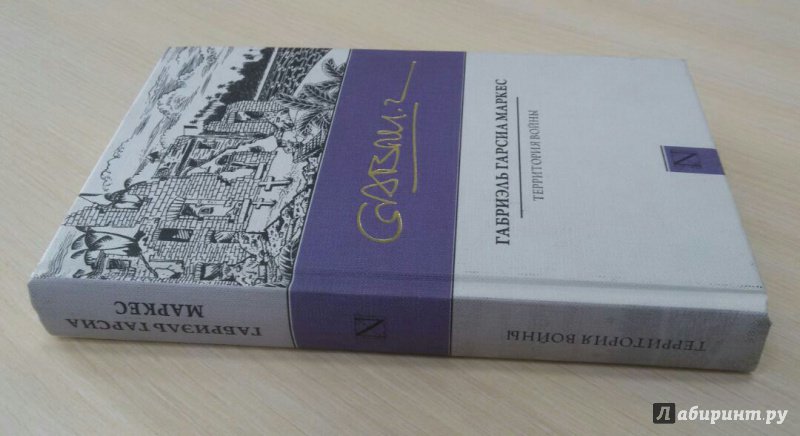 ГАБРИЭЛЬ ГАРСИА МАРКЕС
ТЕРРИТОРИЯ ВОЙНЫ
N
ГАБРИЭЛЬ ГАРСИА
МАРКЕС
N
ТЕРРИТОРИЯ ВОЙНЫ
Лабиринт.ру